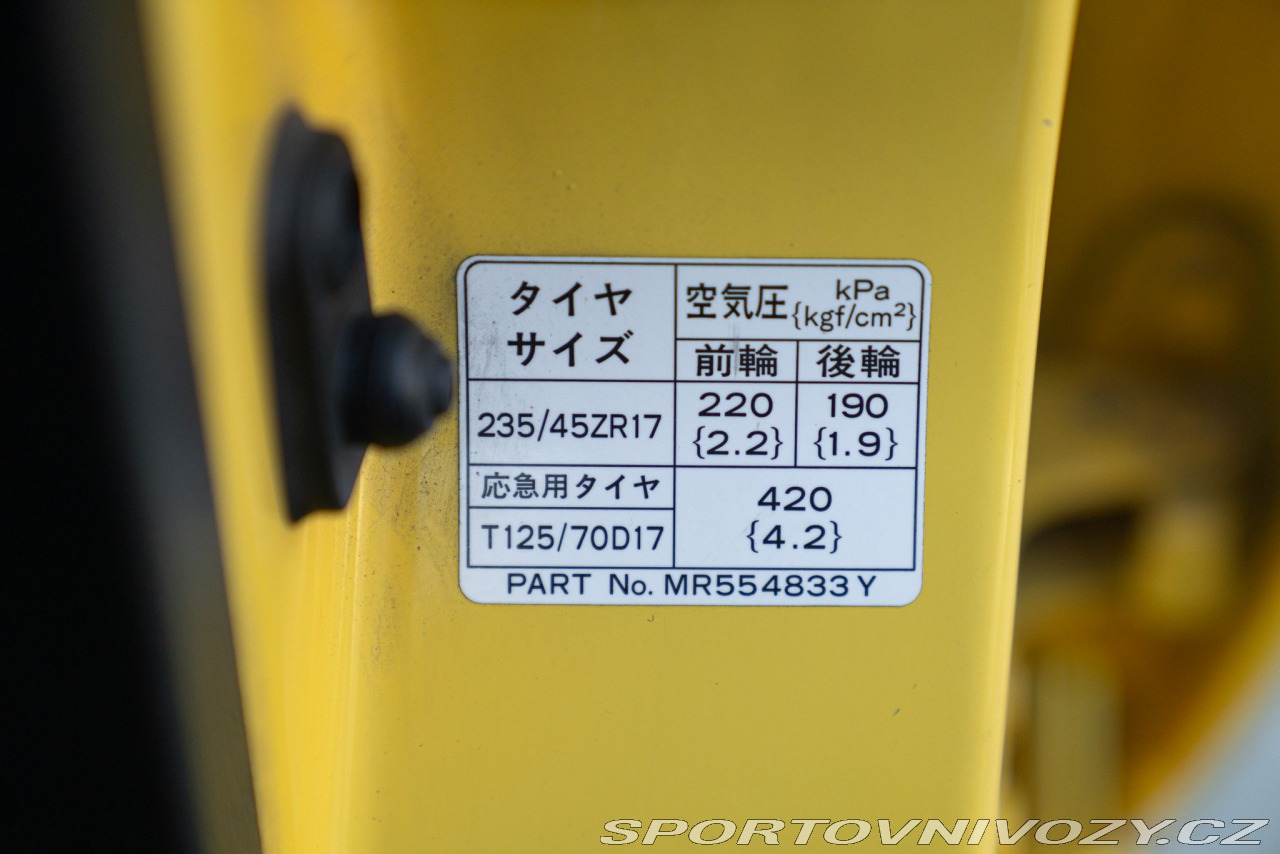 タイヤ
サイズ
空気圧 kPa
{kgf/cm²}
前輪 後輪
235/45ZR17
220 190
{2.2} {1.9}
応急用タイヤ
T125/70D17
420
{4.2}
PART No. MR554833Y
SPORTOVNIVOZY.CZ